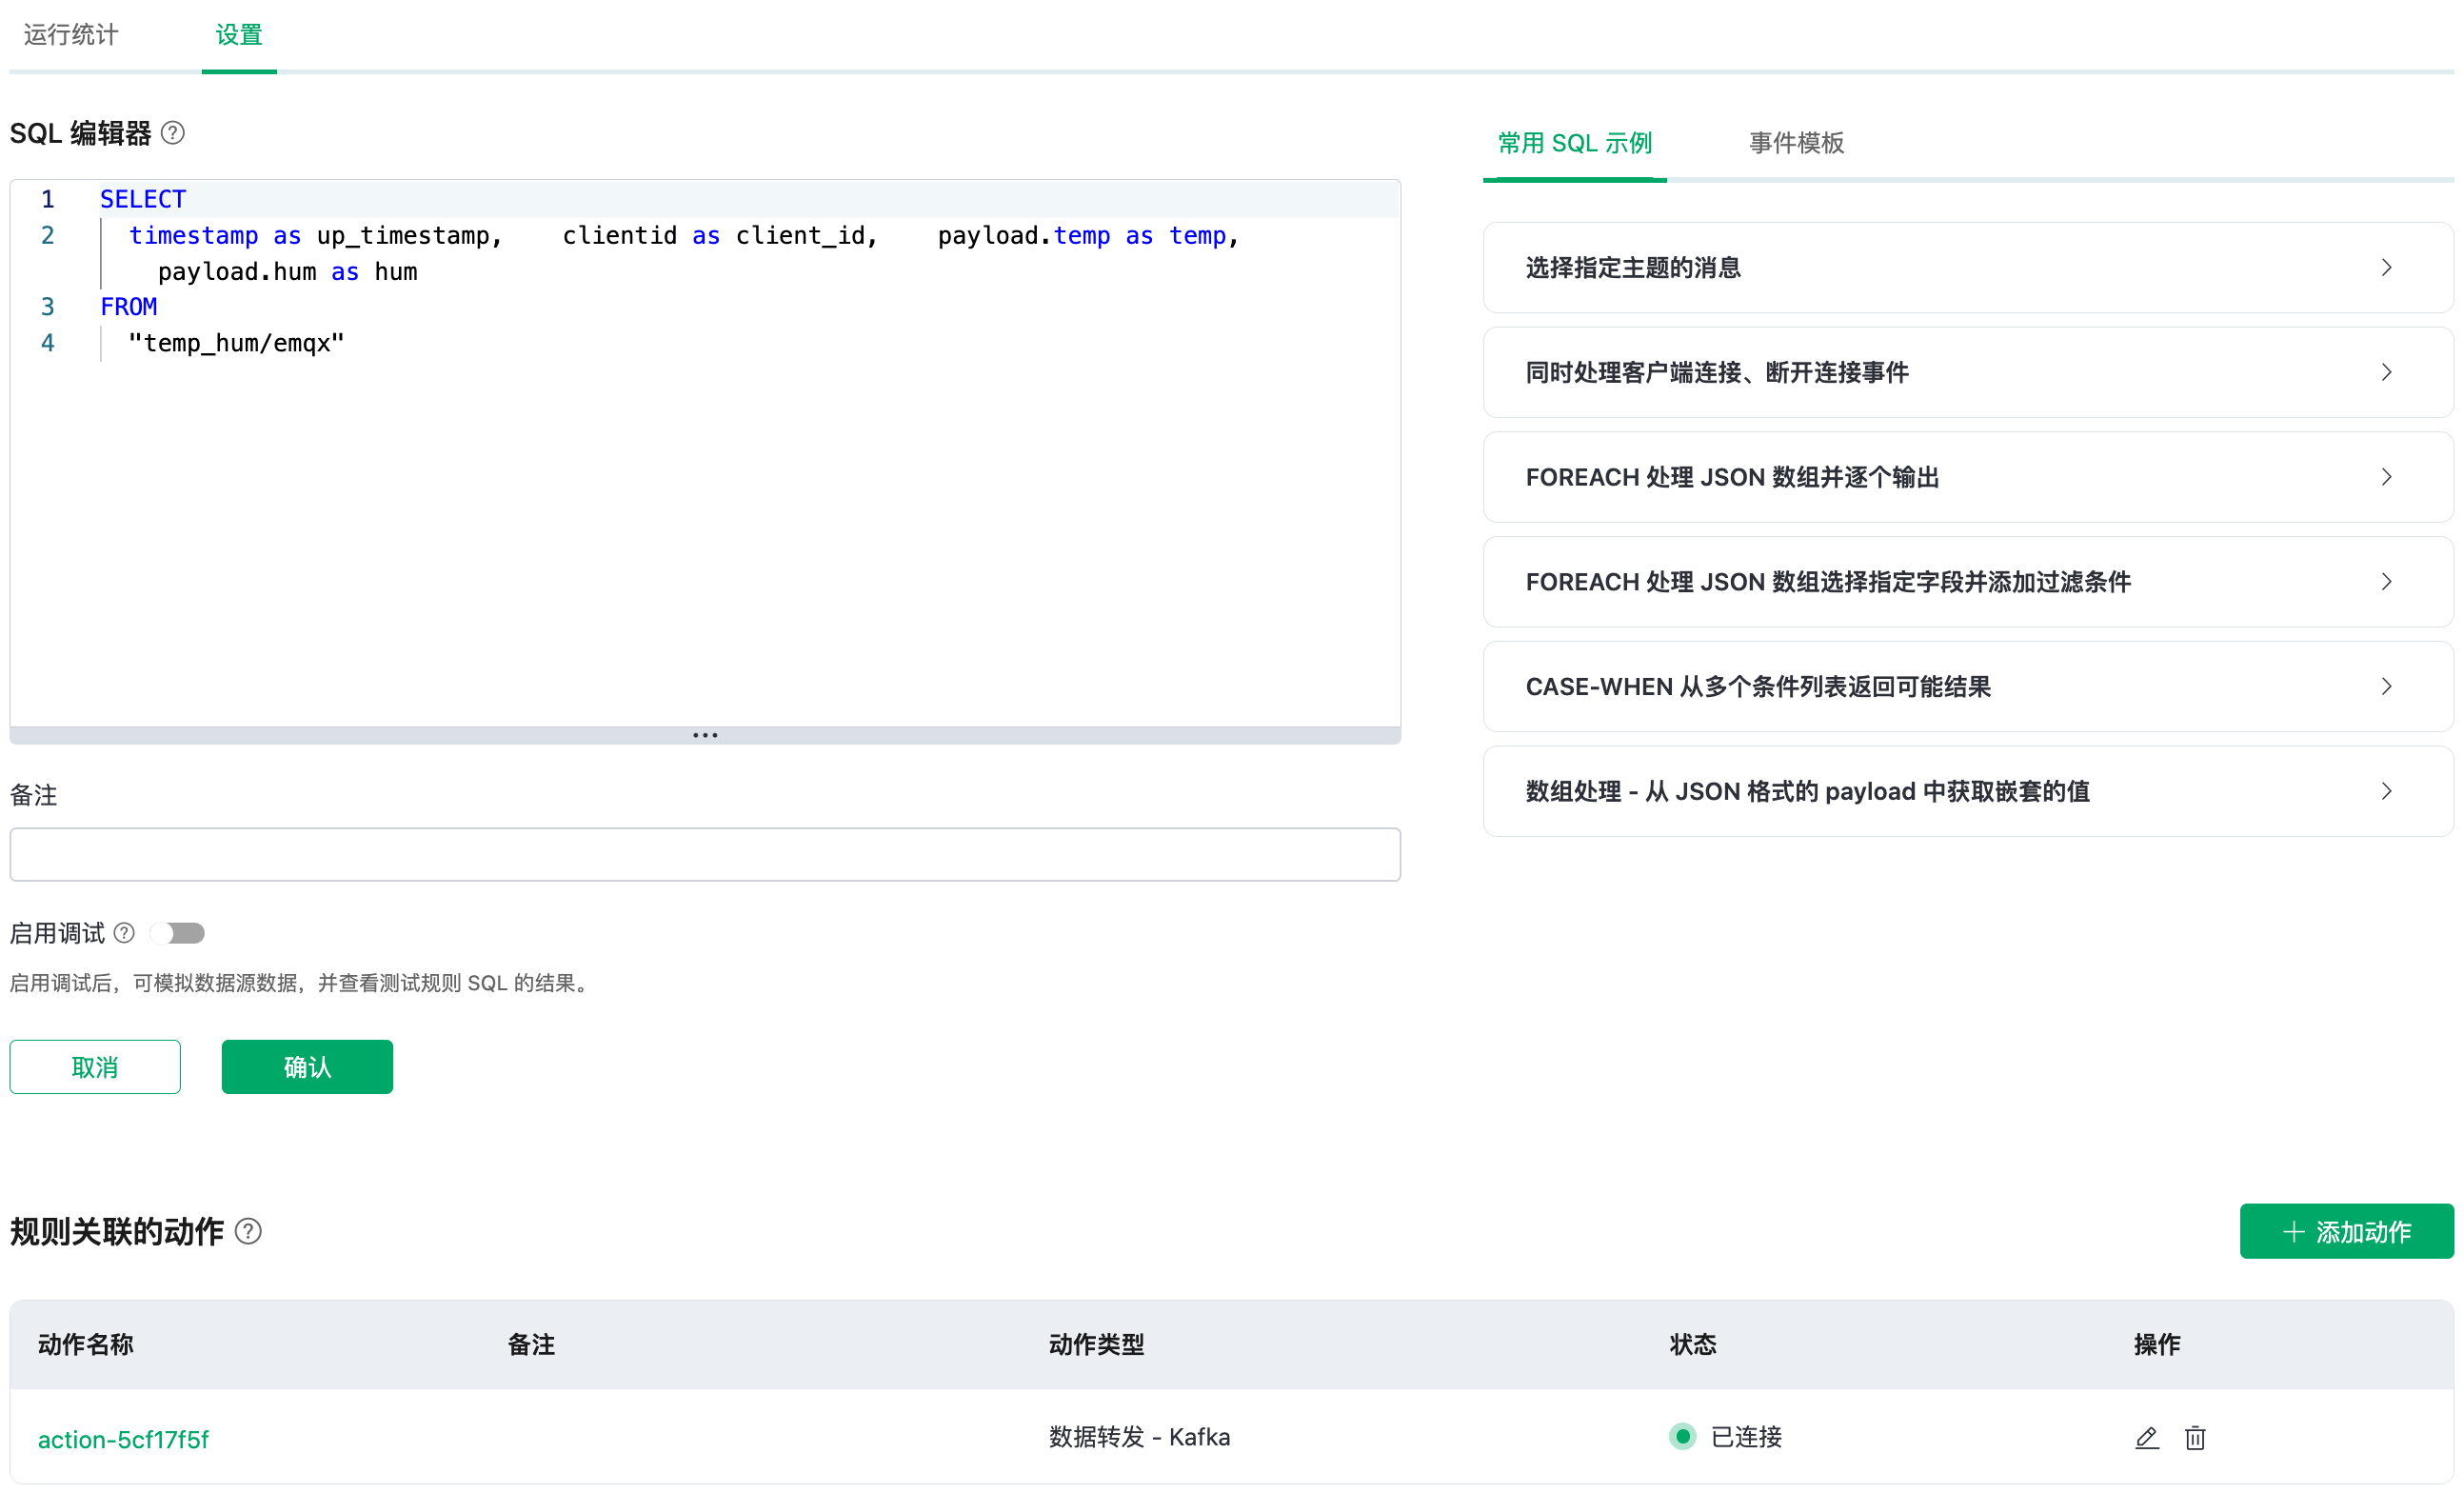 运行统计 设置
SQL 编辑器
1 SELECT
2 timestamp as up_timestamp,    clientid as client_id,    payload.temp as temp,
payload.hum as hum
3 FROM
4 "temp_hum/emqx"
备注
启用调试
启用调试后，可模拟数据源数据，并查看测试规则 SQL 的结果。
取消 确认
常用 SQL 示例 事件模板
选择指定主题的消息
同时处理客户端连接、断开连接事件
FOREACH 处理 JSON 数组并逐个输出
FOREACH 处理 JSON 数组选择指定字段并添加过滤条件
CASE-WHEN 从多个条件列表返回可能结果
数组处理 - 从 JSON 格式的 payload 中获取嵌套的值
规则关联的动作
添加动作
动作名称 备注 动作类型 状态 操作
action-5cf17f5f 数据转发 - Kafka 已连接